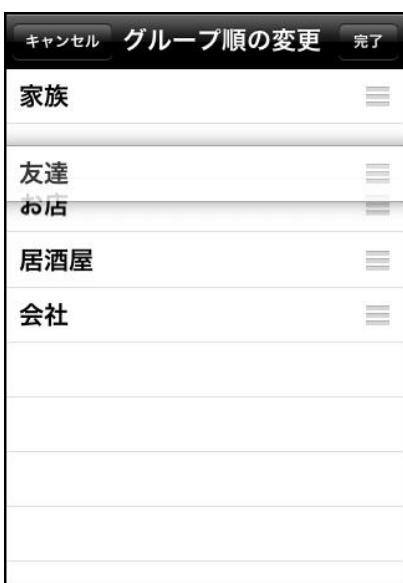 キャンセル グループ順の変更 完了
家族
友達
お店
居酒屋
会社